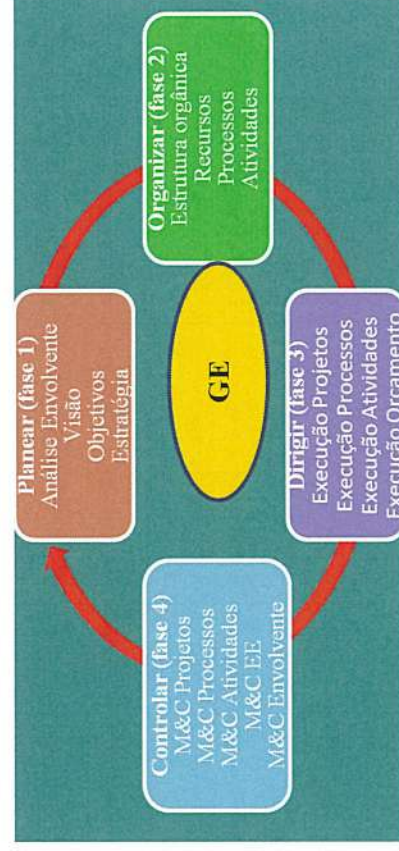 Planear (fase 1)
Análise Envolvente
Visão
Objetivos
Estratégia
Organizar (fase 2)
Estrutura orgânica
Recursos
Processos
Atividades
Dirigir (fase 3)
Execução Projetos
Execução Processos
Execução Atividades
Execução Orçamento
Controlar (fase 4)
M&C Projetos
M&C Processos
M&C Atividades
M&C EE
M&C Envolvente
GE